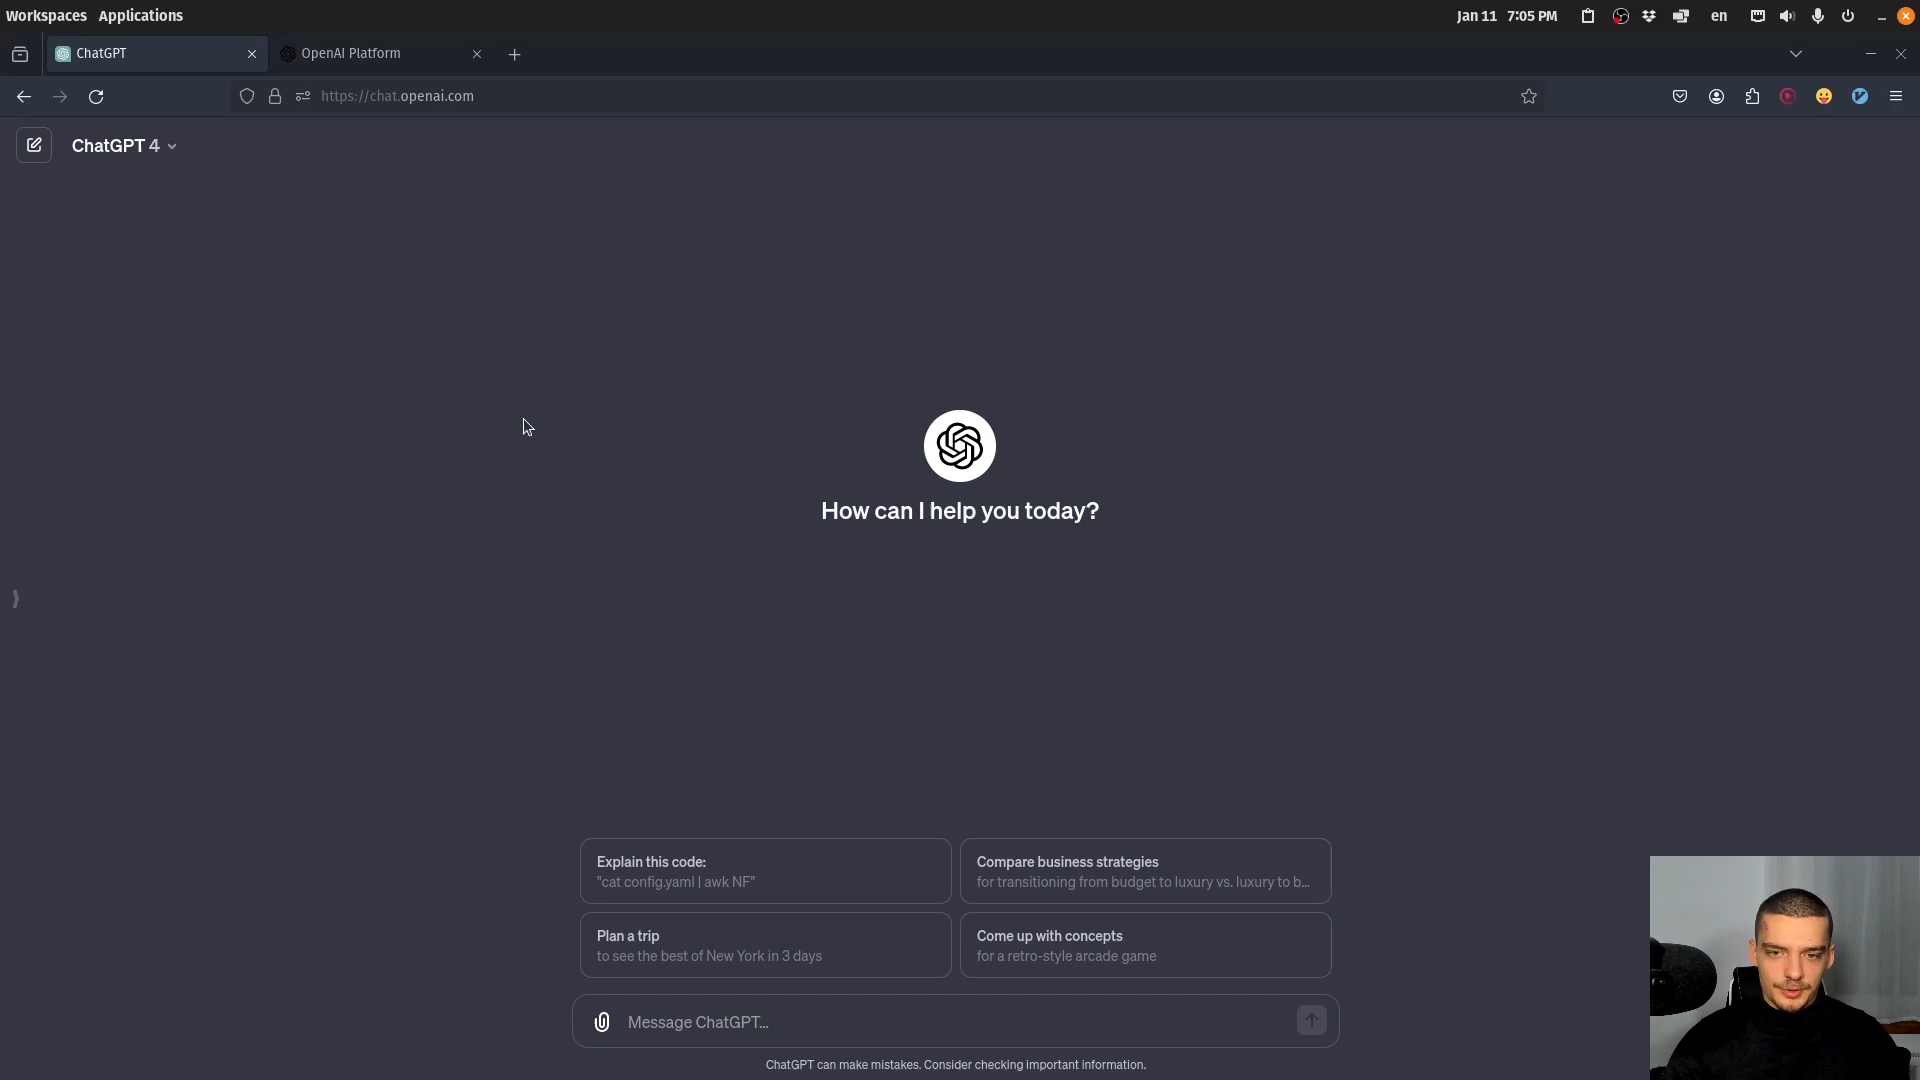 Workspaces Applications
Jan 11 7:05 PM
en
ChatGPT
OpenAI Platform
https://chat.openai.com
ChatGPT 4
How can I help you today?
Explain this code:
"cat config.yaml | awk NF"
Compare business strategies
for transitioning from budget to luxury vs. luxury to b...
Plan a trip
to see the best of New York in 3 days
Come up with concepts
for a retro-style arcade game
Message ChatGPT...
ChatGPT can make mistakes. Consider checking important information.